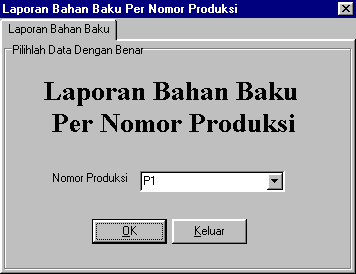 Laporan Bahan Baku Per Nomor Produksi
Laporan Bahan Baku
Pilihlah Data Dengan Benar
Laporan Bahan Baku
Per Nomor Produksi
Nomor Produksi P1
OK Keluar